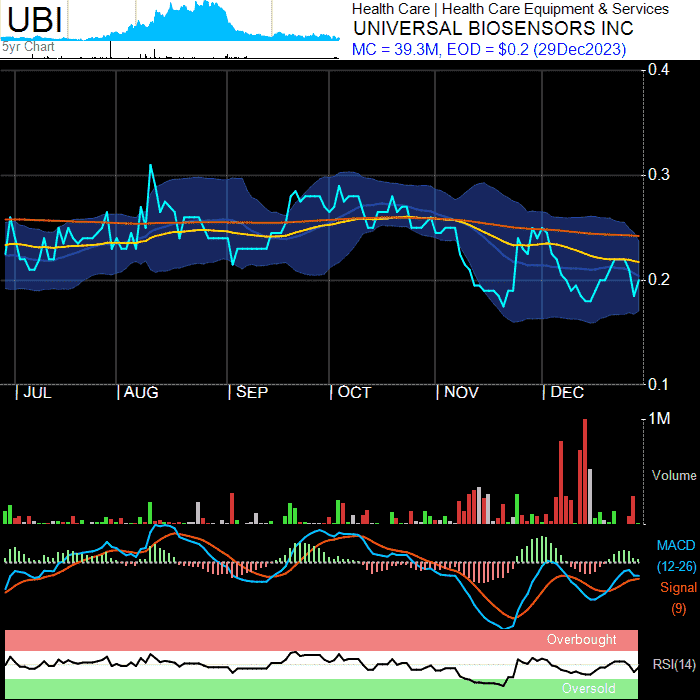 UBI
5yr Chart
Health Care | Health Care Equipment & Services
UNIVERSAL BIOSENSORS INC
MC = 39.3M, EOD = $0.2 (29Dec2023)
0.4
0.3
0.2
0.1
| JUL | AUG | SEP | OCT | NOV | DEC
1M
Volume
MACD
(12-26)
Signal
(9)
Overbought
RSI(14)
Oversold